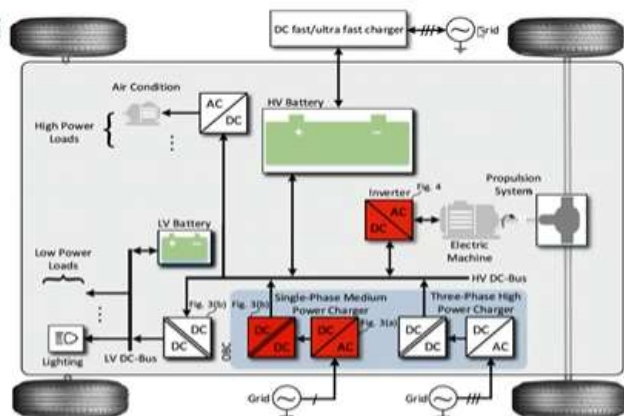 DC fast/ultra fast charger
Grid
Air Condition
AC
DC
HV Battery
+
−
High Power
Loads
Propulsion
System
Inverter
Fig. 4
AC
DC
LV Battery
+
−
Electric
Machine
Low Power
Loads
HV DC-Bus
Fig. 3(b)
Fig. 3(b)
Single-Phase Medium
Power Charger
Fig. 3(a)
Three-Phase High
Power Charger
DC
DC
DC
DC
DC
AC
DC
DC
DC
AC
Lighting
LV DC-Bus
OBC
Grid
Grid